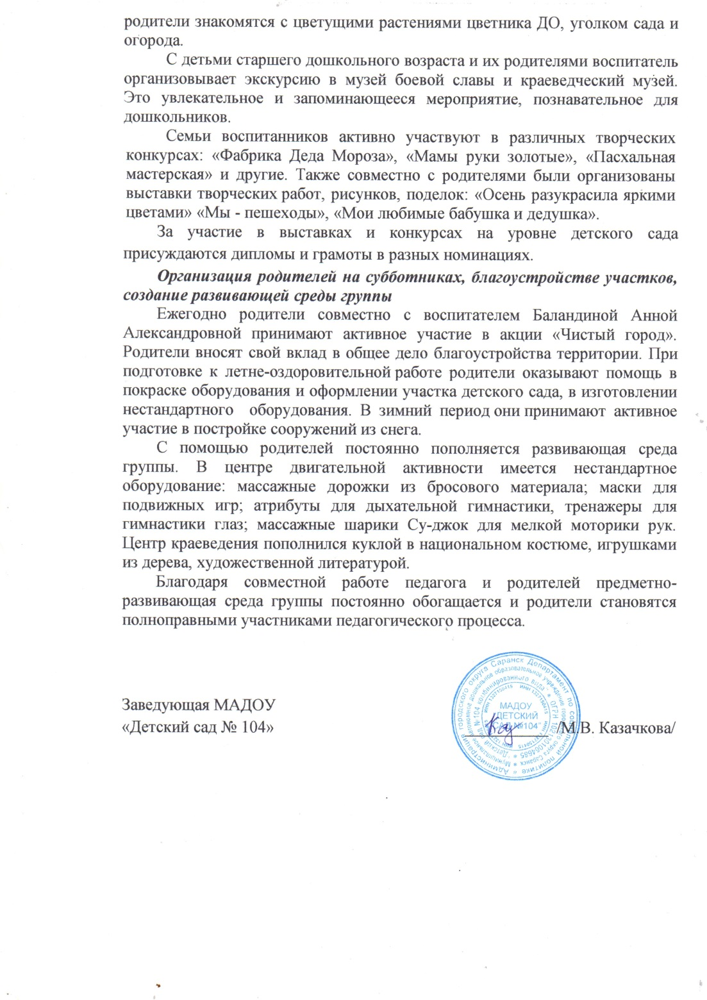 родители знакомятся с цветущими растениями цветника ДО, уголком сада и
огорода.
С детьми старшего дошкольного возраста и их родителями воспитатель
организовывает экскурсию в музей боевой славы и краеведческий музей.
Это увлекательное и запоминающееся мероприятие, познавательное для
дошкольников.
Семьи воспитанников активно участвуют в различных творческих
конкурсах: «Фабрика Деда Мороза», «Мамы руки золотые», «Пасхальная
мастерская» и другие. Также совместно с родителями были организованы
выставки творческих работ, рисунков, поделок: «Осень разукрасила яркими
цветами» «Мы - пешеходы», «Мои любимые бабушка и дедушка».
За участие в выставках и конкурсах на уровне детского сада
присуждаются дипломы и грамоты в разных номинациях.
Организация родителей на субботниках, благоустройстве участков,
создание развивающей среды группы
Ежегодно родители совместно с воспитателем Баландиной Анной
Александровной принимают активное участие в акции «Чистый город».
Родители вносят свой вклад в общее дело благоустройства территории. При
подготовке к летне-оздоровительной работе родители оказывают помощь в
покраске оборудования и оформлении участка детского сада, в изготовлении
нестандартного оборудования. В зимний период они принимают активное
участие в постройке сооружений из снега.
С помощью родителей постоянно пополняется развивающая среда
группы. В центре двигательной активности имеется нестандартное
оборудование: массажные дорожки из бросового материала; маски для
подвижных игр; атрибуты для дыхательной гимнастики, тренажеры для
гимнастики глаз; массажные шарики Су-джок для мелкой моторики рук.
Центр краеведения пополнился куклой в национальном костюме, игрушками
из дерева, художественной литературой.
Благодаря совместной работе педагога и родителей предметно-
развивающая среда группы постоянно обогащается и родители становятся
полноправными участниками педагогического процесса.
Заведующая МАДОУ
«Детский сад № 104» /М.В. Казачкова/
Администрация городского округа Саранск Департамент по социальной политике
Муниципальное автономное дошкольное образовательное учреждение городского округа Саранск
"Детский сад №104 комбинированного вида" * ОГРН 1021301064685
ИНН 1327150415 ИНН 1327150415
МАДОУ
"ДЕТСКИЙ
САД №104"